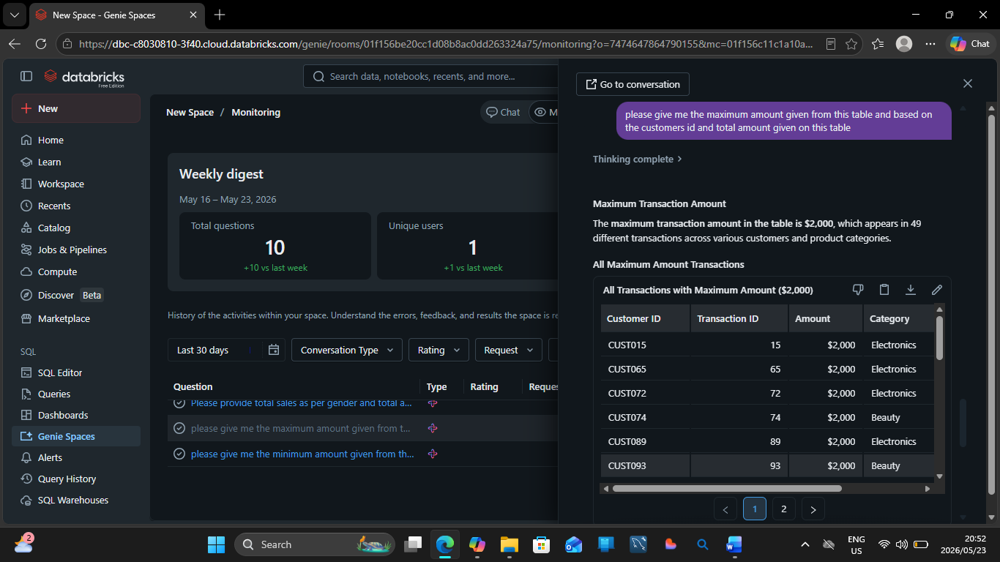 New Space - Genie Spaces
https://dbc-c8030810-3f40.cloud.databricks.com/genie/rooms/01f156be20cc1d08b8ac0dd263324a75/monitoring?o=7474647864790155&mc=01f156c11c1a10a...
Chat
databricks
Free Edition
Search data, notebooks, recents, and more...
New
Home
Learn
Workspace
Recents
Catalog
Jobs & Pipelines
Compute
Discover Beta
Marketplace
SQL
SQL Editor
Queries
Dashboards
Genie Spaces
Alerts
Query History
SQL Warehouses
New Space / Monitoring
Chat
M
Weekly digest
May 16 – May 23, 2026
Total questions
10
+10 vs last week
Unique users
1
+1 vs last week
History of the activities within your space. Understand the errors, feedback, and results the space is re
Last 30 days
Conversation Type
Rating
Request
Question Type Rating Reques
Please provide total sales as per gender and total a...
please give me the maximum amount given from t...
please give me the minimum amount given from th...
Go to conversation
please give me the maximum amount given from this table and based on
the customers id and total amount given on this table
Thinking complete >
Maximum Transaction Amount
The maximum transaction amount in the table is $2,000, which appears in 49
different transactions across various customers and product categories.
All Maximum Amount Transactions
All Transactions with Maximum Amount ($2,000)
Customer ID Transaction ID Amount Category
CUST015 15 $2,000 Electronics
CUST065 65 $2,000 Electronics
CUST072 72 $2,000 Electronics
CUST074 74 $2,000 Beauty
CUST089 89 $2,000 Electronics
CUST093 93 $2,000 Beauty
< 1 2 >
2
Search
ENG
US
20:52
2026/05/23